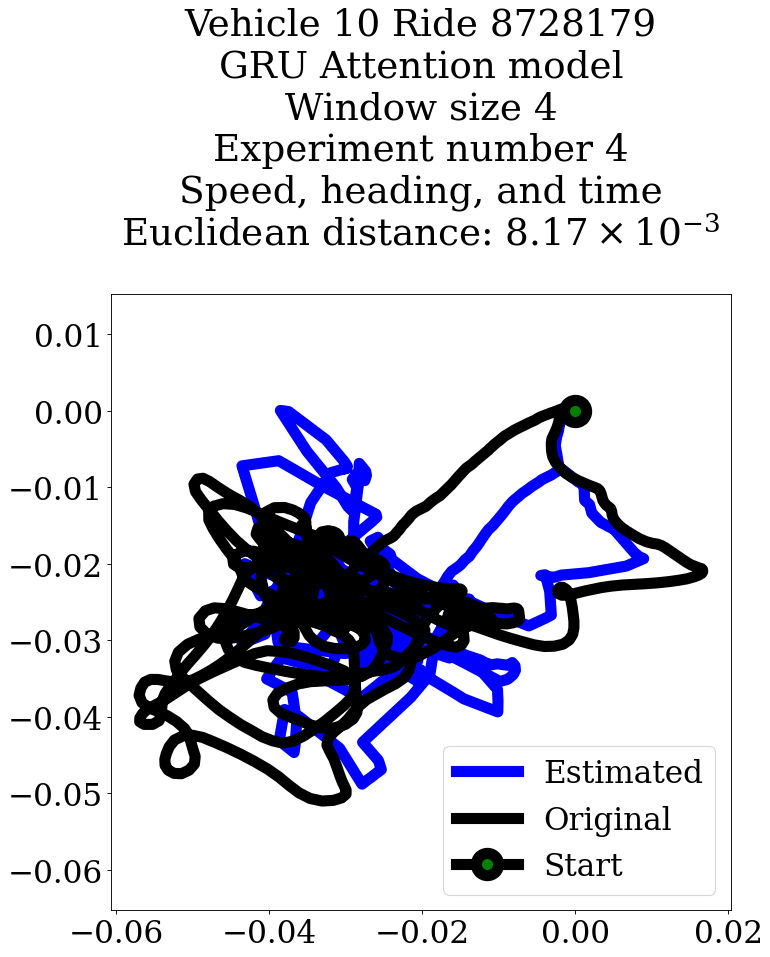 Vehicle 10 Ride 8728179
GRU Attention model
Window size 4
Experiment number 4
Speed, heading, and time
Euclidean distance: 8.17 × 10⁻³
0.01
0.00
−0.01
−0.02
−0.03
−0.04
−0.05
−0.06
Estimated
Original
Start
−0.06
−0.04
−0.02
0.00
0.02